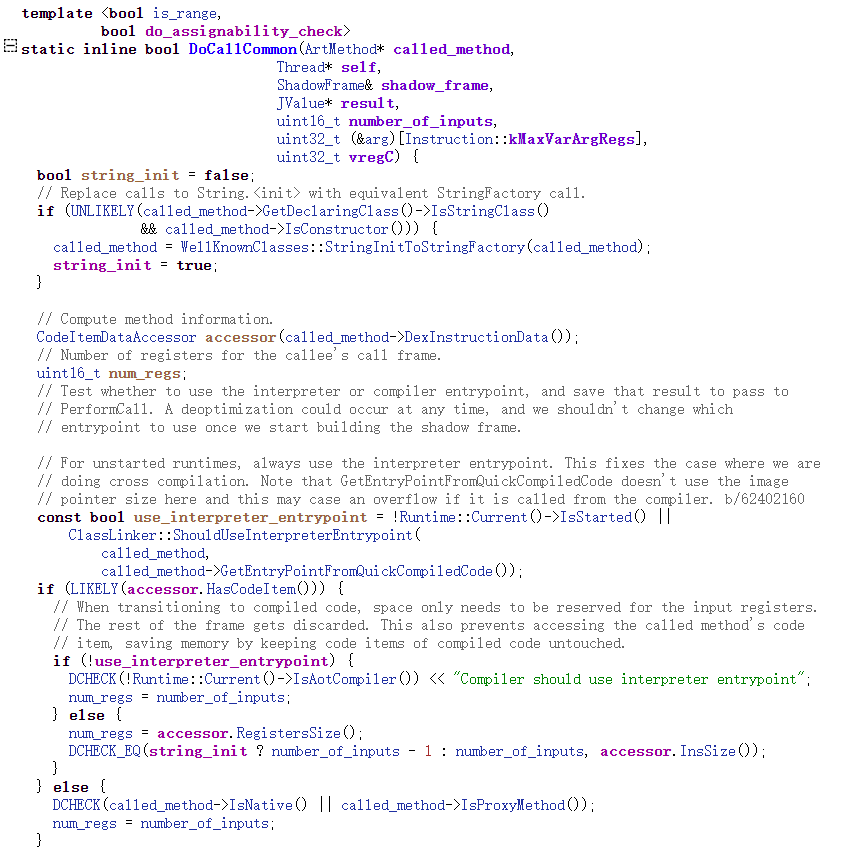 template <bool is_range,
          bool do_assignability_check>
static inline bool DoCallCommon(ArtMethod* called_method,
                                Thread* self,
                                ShadowFrame& shadow_frame,
                                JValue* result,
                                uint16_t number_of_inputs,
                                uint32_t (&arg)[Instruction::kMaxVarArgRegs],
                                uint32_t vregC) {
  bool string_init = false;
  // Replace calls to String.<init> with equivalent StringFactory call.
  if (UNLIKELY(called_method->GetDeclaringClass()->IsStringClass()
               && called_method->IsConstructor())) {
    called_method = WellKnownClasses::StringInitToStringFactory(called_method);
    string_init = true;
  }

  // Compute method information.
  CodeItemDataAccessor accessor(called_method->DexInstructionData());
  // Number of registers for the callee's call frame.
  uint16_t num_regs;
  // Test whether to use the interpreter or compiler entrypoint, and save that result to pass to
  // PerformCall. A deoptimization could occur at any time, and we shouldn't change which
  // entrypoint to use once we start building the shadow frame.

  // For unstarted runtimes, always use the interpreter entrypoint. This fixes the case where we are
  // doing cross compilation. Note that GetEntryPointFromQuickCompiledCode doesn't use the image
  // pointer size here and this may case an overflow if it is called from the compiler. b/62402160
  const bool use_interpreter_entrypoint = !Runtime::Current()->IsStarted() ||
      ClassLinker::ShouldUseInterpreterEntrypoint(
          called_method,
          called_method->GetEntryPointFromQuickCompiledCode());
  if (LIKELY(accessor.HasCodeItem())) {
    // When transitioning to compiled code, space only needs to be reserved for the input registers.
    // The rest of the frame gets discarded. This also prevents accessing the called method's code
    // item, saving memory by keeping code items of compiled code untouched.
    if (!use_interpreter_entrypoint) {
      DCHECK(!Runtime::Current()->IsAotCompiler()) << "Compiler should use interpreter entrypoint";
      num_regs = number_of_inputs;
    } else {
      num_regs = accessor.RegistersSize();
      DCHECK_EQ(string_init ? number_of_inputs - 1 : number_of_inputs, accessor.InsSize());
    }
  } else {
    DCHECK(called_method->IsNative() || called_method->IsProxyMethod());
    num_regs = number_of_inputs;
  }